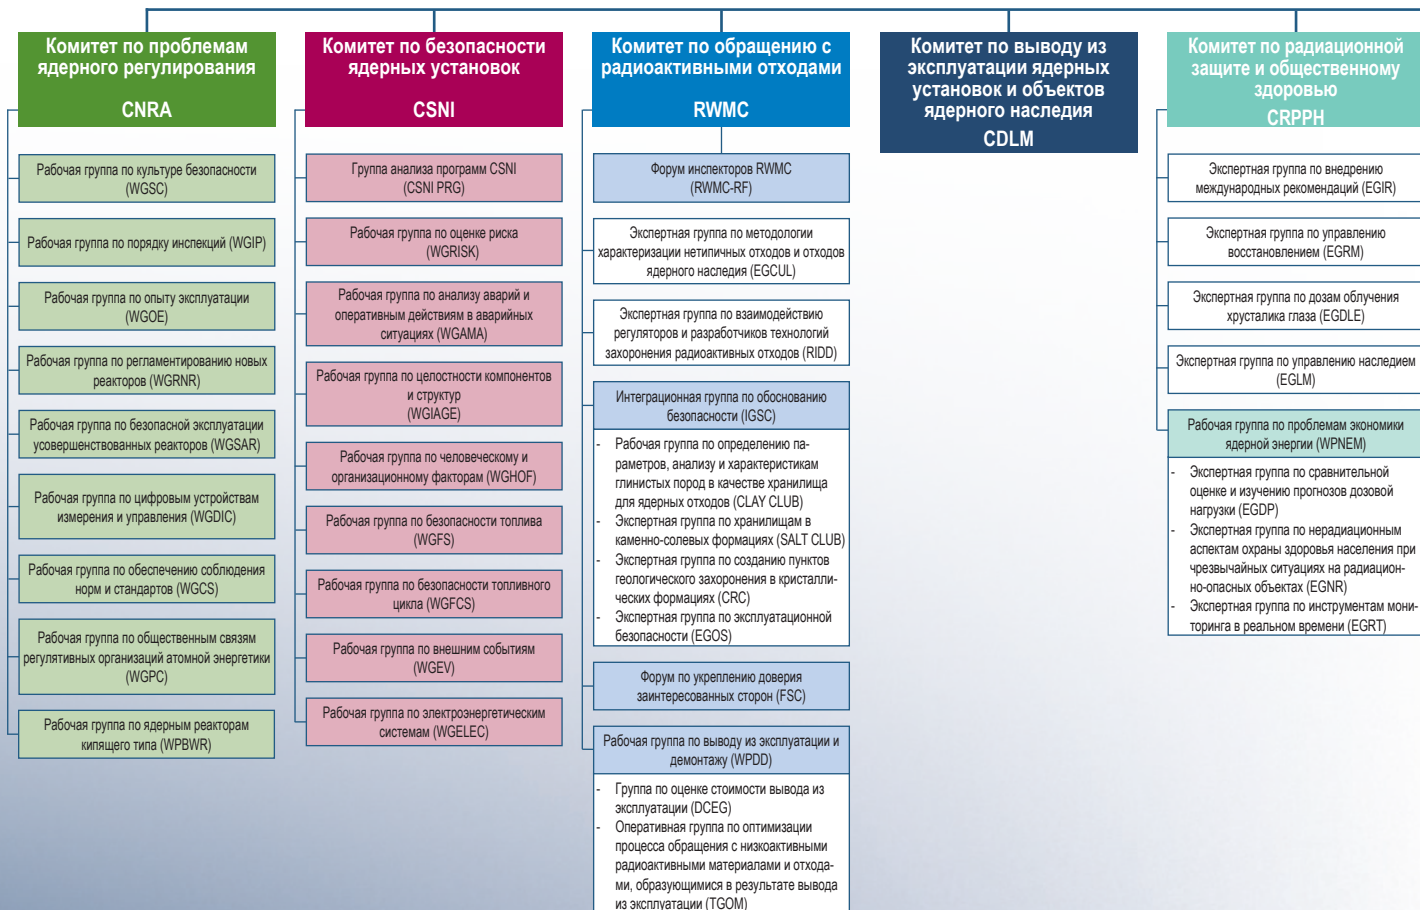 Комитет по проблемам
ядерного регулирования
CNRA
Рабочая группа по культуре безопасности
(WGSC)
Рабочая группа по порядку инспекций (WGIP)
Рабочая группа по опыту эксплуатации
(WGOE)
Рабочая группа по регламентированию новых
реакторов (WGRNR)
Рабочая группа по безопасной эксплуатации
усовершенствованных реакторов (WGSAR)
Рабочая группа по цифровым устройствам
измерения и управления (WGDIC)
Рабочая группа по обеспечению соблюдения
норм и стандартов (WGCS)
Рабочая группа по общественным связям
регулятивных организаций атомной энергетики
(WGPC)
Рабочая группа по ядерным реакторам
кипящего типа (WPBWR)
Комитет по безопасности
ядерных установок
CSNI
Группа анализа программ CSNI
(CSNI PRG)
Рабочая группа по оценке риска
(WGRISK)
Рабочая группа по анализу аварий и
оперативным действиям в аварийных
ситуациях (WGAMA)
Рабочая группа по целостности компонентов
и структур
(WGIAGE)
Рабочая группа по человеческому и
организационному факторам (WGHOF)
Рабочая группа по безопасности топлива
(WGFS)
Рабочая группа по безопасности топливного
цикла (WGFCS)
Рабочая группа по внешним событиям
(WGEV)
Рабочая группа по электроэнергетическим
системам (WGELEC)
Комитет по обращению с
радиоактивными отходами
RWMC
Форум инспекторов RWMC
(RWMC-RF)
Экспертная группа по методологии
характеризации нетипичных отходов и отходов
ядерного наследия (EGCUL)
Экспертная группа по взаимодействию
регуляторов и разработчиков технологий
захоронения радиоактивных отходов (RIDD)
Интеграционная группа по обоснованию
безопасности (IGSC)
- Рабочая группа по определению па-
раметров, анализу и характеристикам
глинистых пород в качестве хранилища
для ядерных отходов (CLAY CLUB)
- Экспертная группа по хранилищам в
каменно-солевых формациях (SALT CLUB)
- Экспертная группа по созданию пунктов
геологического захоронения в кристалли-
ческих формациях (CRC)
- Экспертная группа по эксплуатационной
безопасности (EGOS)
Форум по укреплению доверия
заинтересованных сторон (FSC)
Рабочая группа по выводу из эксплуатации и
демонтажу (WPDD)
- Группа по оценке стоимости вывода из
эксплуатации (DCEG)
- Оперативная группа по оптимизации
процесса обращения с низкоактивными
радиоактивными материалами и отхода-
ми, образующимися в результате вывода
из эксплуатации (TGOM)
Комитет по выводу из
эксплуатации ядерных
установок и объектов
ядерного наследия
CDLM
Комитет по радиационной
защите и общественному
здоровью
CRPPH
Экспертная группа по внедрению
международных рекомендаций (EGIR)
Экспертная группа по управлению
восстановлением (EGRM)
Экспертная группа по дозам облучения
хрусталика глаза (EGDLE)
Экспертная группа по управлению наследием
(EGLM)
Рабочая группа по проблемам экономики
ядерной энергии (WPNEM)
- Экспертная группа по сравнительной
оценке и изучению прогнозов дозовой
нагрузки (EGDP)
- Экспертная группа по нерадиационным
аспектам охраны здоровья населения при
чрезвычайных ситуациях на радиацион-
но-опасных объектах (EGNR)
- Экспертная группа по инструментам мони-
торинга в реальном времени (EGRT)